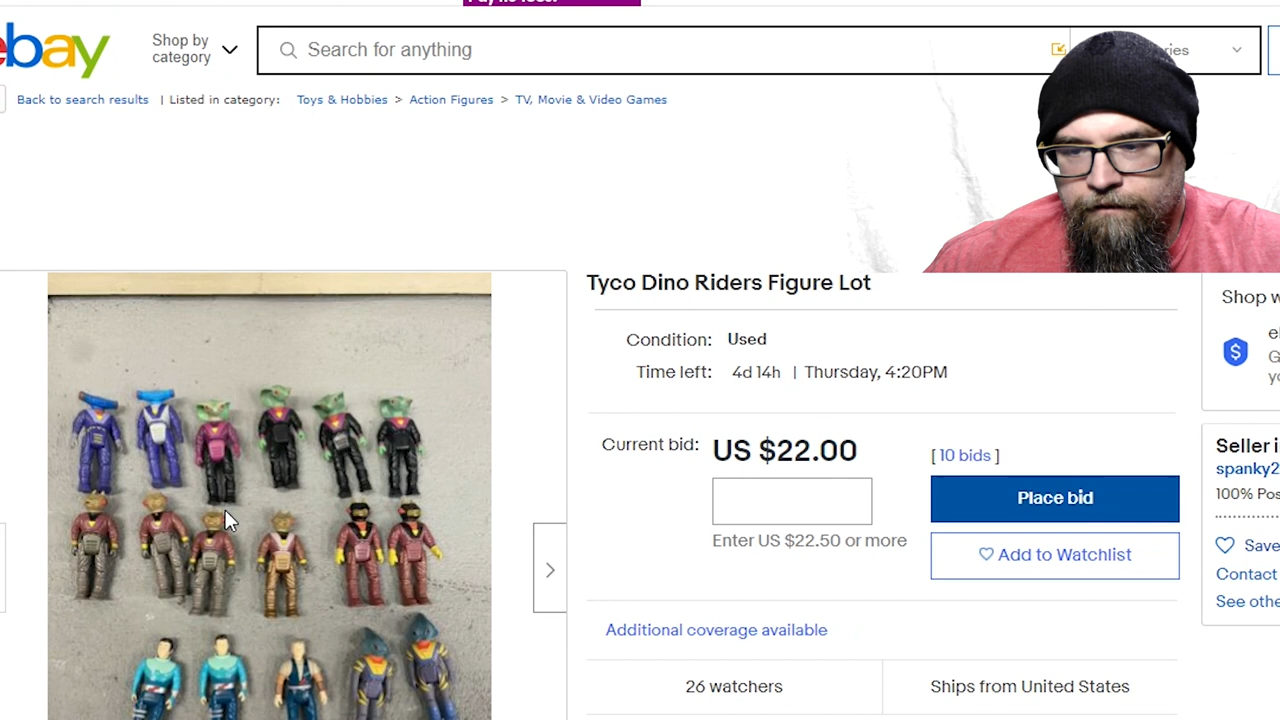 ebay
Shop by
category
Search for anything
Back to search results | Listed in category: Toys & Hobbies > Action Figures > TV, Movie & Video Games
Tyco Dino Riders Figure Lot
Condition: Used
Time left: 4d 14h | Thursday, 4:20PM
Current bid: US $22.00 [ 10 bids ]
Place bid
Enter US $22.50 or more
Add to Watchlist
Additional coverage available
26 watchers
Ships from United States
Shop
Seller
spanky2
100%
Save
Contact
See